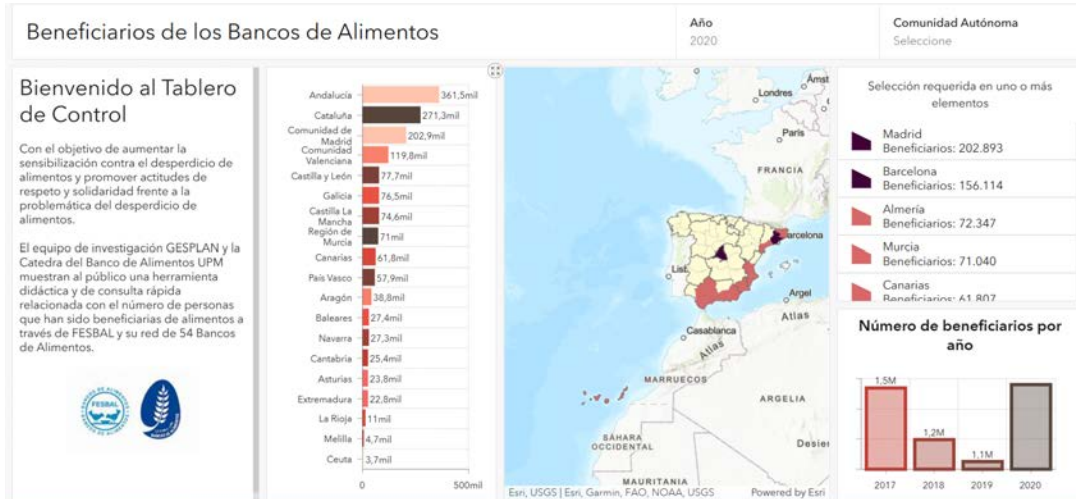 Beneficiarios de los Bancos de Alimentos
Año
2020
Comunidad Autónoma
Seleccione
Bienvenido al Tablero
de Control
Con el objetivo de aumentar la
sensibilización contra el desperdicio de
alimentos y promover actitudes de
respeto y solidaridad frente a la
problemática del desperdicio de
alimentos.
El equipo de investigación GESPLAN y la
Catedra del Banco de Alimentos UPM
muestran al público una herramienta
didáctica y de consulta rápida
relacionada con el número de personas
que han sido beneficiarias de alimentos a
través de FESBAL y su red de 54 Bancos
de Alimentos.
FESBAL
Andalucía 361,5mil
Cataluña 271,3mil
Comunidad de
Madrid 202,9mil
Comunidad
Valenciana 119,8mil
Castilla y León 77,7mil
Galicia 76,5mil
Castilla La
Mancha 74,6mil
Región de
Murcia 71mil
Canarias 61,8mil
País Vasco 57,9mil
Aragón 38,8mil
Baleares 27,4mil
Navarra 27,3mil
Cantabria 25,4mil
Asturias 23,8mil
Extremadura 22,8mil
La Rioja 11mil
Melilla 4,7mil
Ceuta 3,7mil
0 500mil
Londres
Ámst
París
FRANCIA
arcelona
Lisb
Argel
Atlas
Casablanca
Atlas
MARRUECOS
ARGELIA
SÁHARA
OCCIDENTAL
Desier
MAURITANIA
Esri, USGS | Esri, Garmin, FAO, NOAA, USGS
Powered by Esri
Selección requerida en uno o más
elementos
Madrid
Beneficiarios: 202.893
Barcelona
Beneficiarios: 156.114
Almería
Beneficiarios: 72.347
Murcia
Beneficiarios: 71.040
Canarias
Beneficiarios: 61.807
Número de beneficiarios por
año
1,5M
1,2M
1,1M
2017 2018 2019 2020